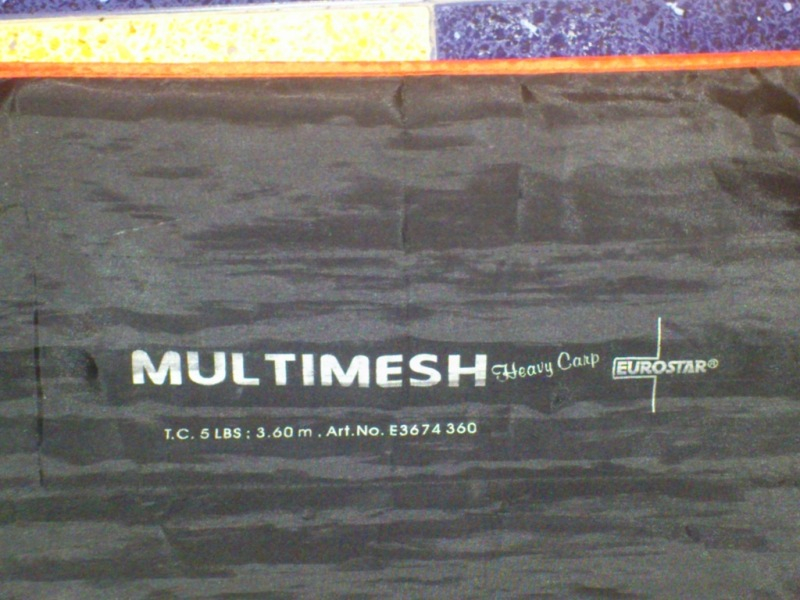 MULTIMESH Heavy Carp EUROSTAR®
T.C. 5 LBS ; 3.60 m . Art.No. E3674 360